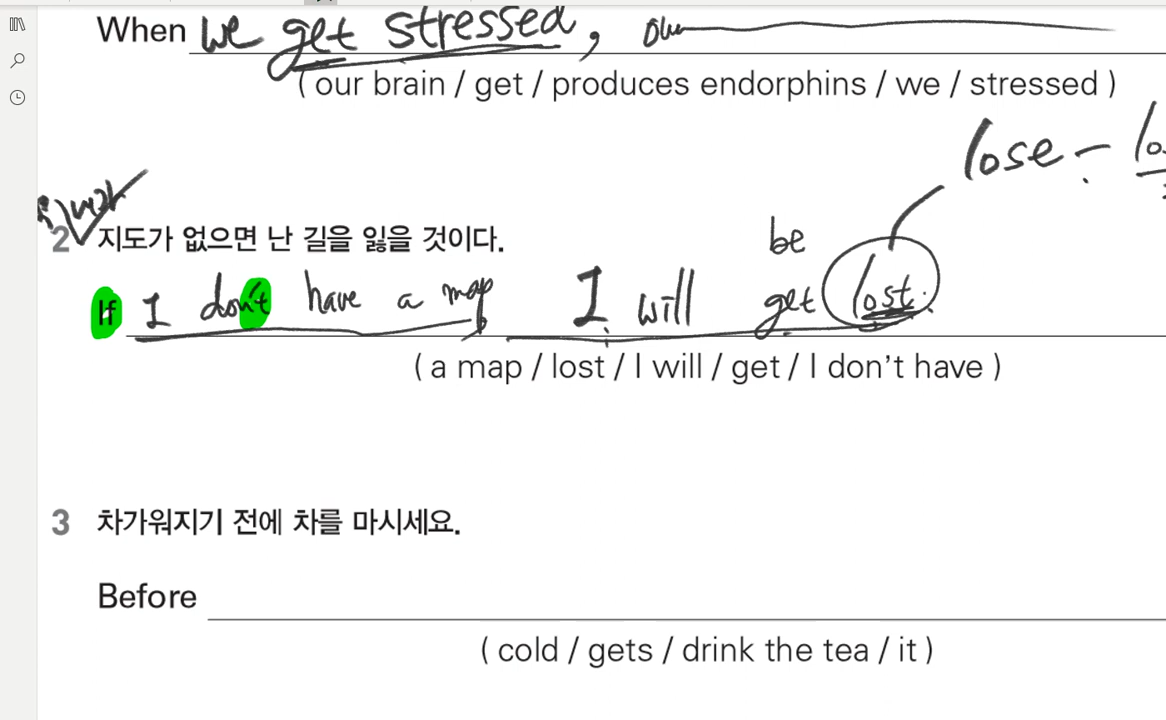 When we get stressed, our
( our brain / get / produces endorphins / we / stressed )
lose - lo
2 지도가 없으면 난 길을 잃을 것이다.
be
If I don't have a map, I will get lost.
( a map / lost / I will / get / I don't have )
3 차가워지기 전에 차를 마시세요.
Before
( cold / gets / drink the tea / it )